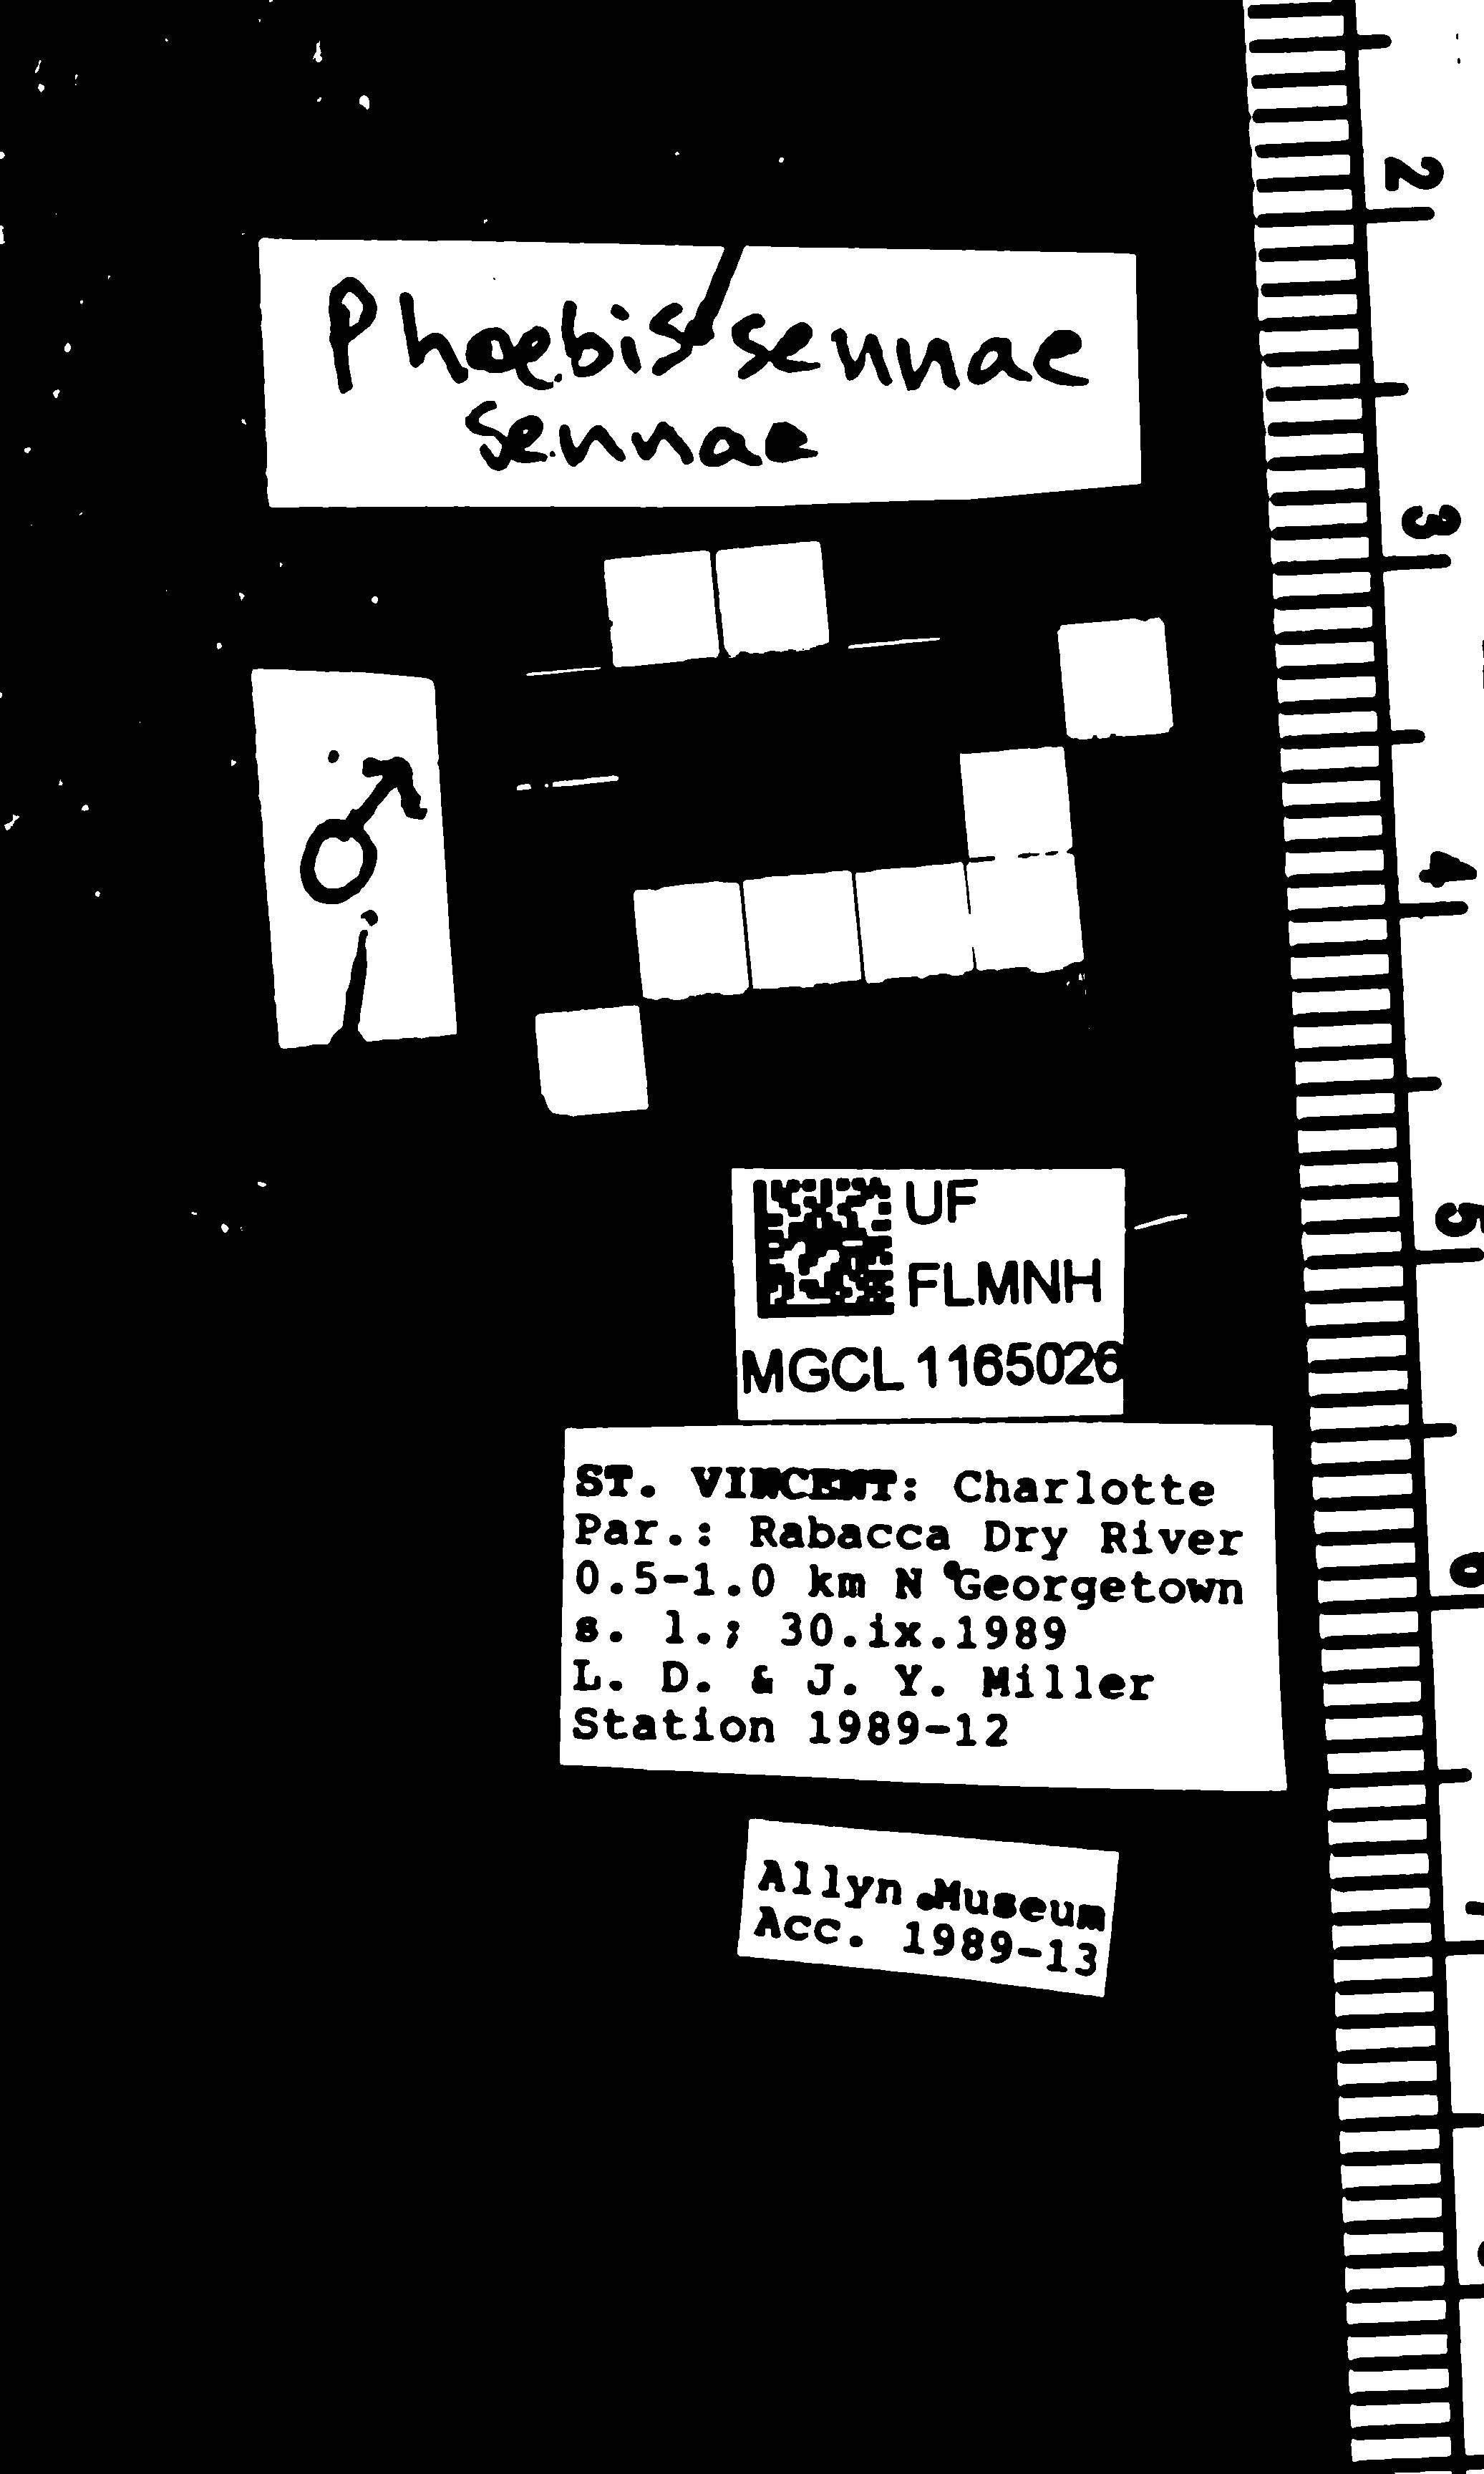 Phoebis sennae
sennae
♂
UF
FLMNH
MGCL 1165026
ST. VINCENT: Charlotte
Par.: Rabacca Dry River
0.5-1.0 km N Georgetown
s. l.; 30.ix.1989
L. D. & J. Y. Miller
Station 1989-12
Allyn Museum
Acc. 1989-13
2
3
4
5
6